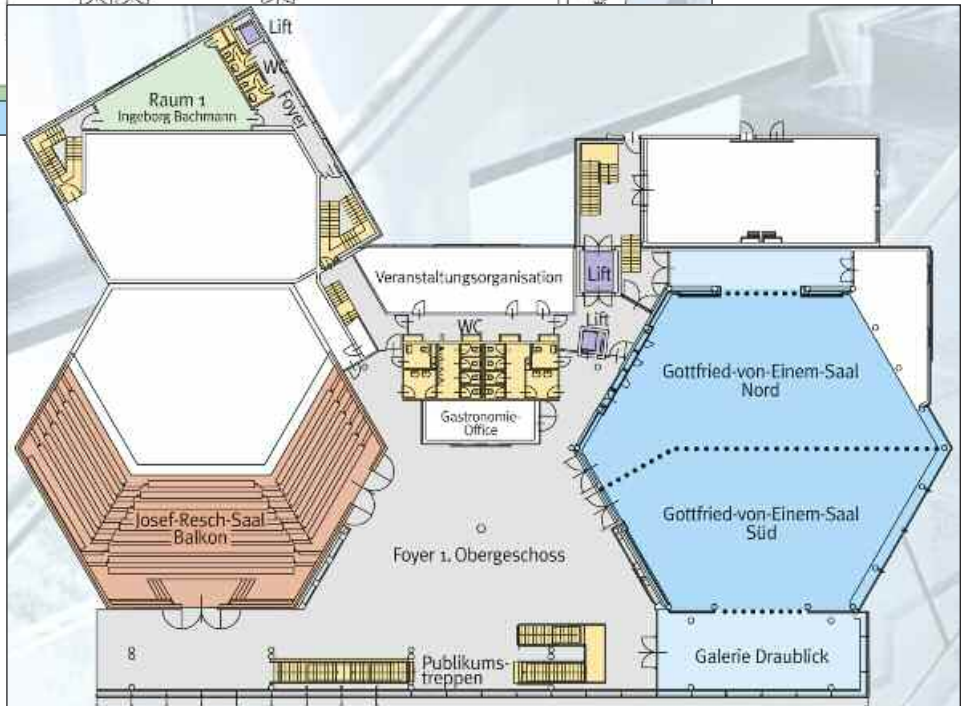 Lift
WC
Foyer
Raum 1
Ingeborg Bachmann
Veranstaltungsorganisation
Lift
WC
Lift
Gottfried-von-Einem-Saal
Nord
Gastronomie-
Office
Josef-Resch-Saal
Balkon
Gottfried-von-Einem-Saal
Süd
Foyer 1. Obergeschoss
Publikums-
treppen
Galerie Draublick